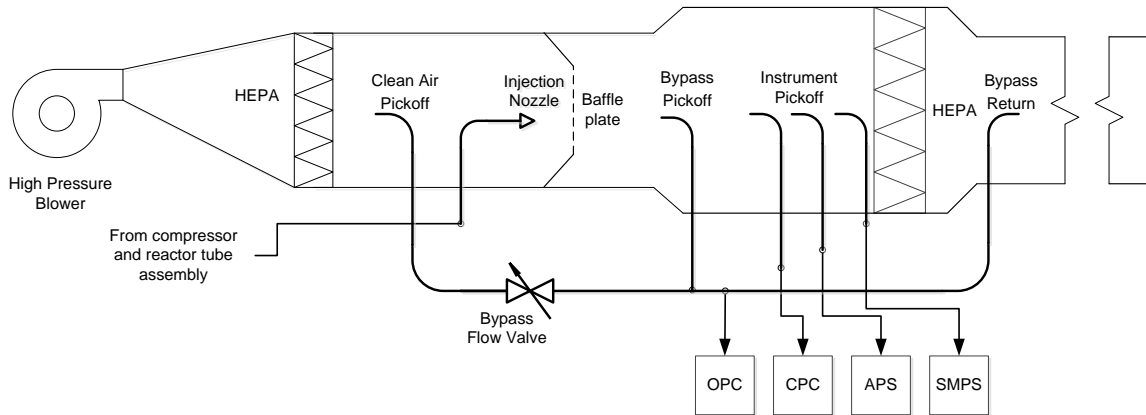 HEPA
Clean Air
Pickoff
Injection
Nozzle
Baffle
plate
Bypass
Pickoff
Instrument
Pickoff
HEPA
Bypass
Return
High Pressure
Blower
From compressor
and reactor tube
assembly
Bypass
Flow Valve
OPC
CPC
APS
SMPS